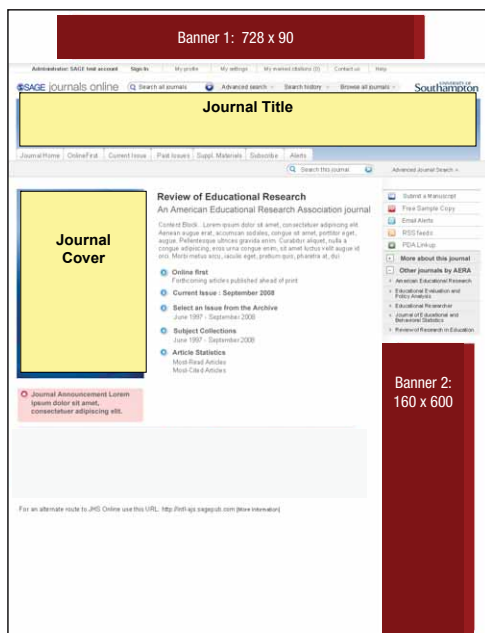 Banner 1: 728 x 90
Administrator: SAGE test account Sign In My profile My settings My marked citations (0) Contact us Help
SAGE journals online Search all journals Advanced search Search history Browse all journals
UNIVERSITY OF
Southampton
Journal Title
Journal Home OnlineFirst Current Issue Past Issues Suppl. Materials Subscribe Alerts
Search this journal Advanced Journal Search »
Journal
Cover
Review of Educational Research
An American Educational Research Association journal
Content Block. Lorem ipsum dolor sit amet, consectetuer adipiscing elit.
Aenean augue erat, accumsan sodales, congue sit amet, porttitor eget,
augue. Pellentesque ultrices gravida enim. Curabitur aliquet, nulla a
congue adipiscing, eros urna congue enim, sit amet luctus velit augue id
orci. Morbi metus arcu, iaculis eget, pretium quis, pharetra at, dui.
Online first
Forthcoming articles published ahead of print
Current Issue : September 2008
Select an Issue from the Archive
June 1997 - September 2008
Subject Collections
June 1997 - September 2008
Article Statistics
Most-Read Articles
Most-Cited Articles
Submit a Manuscript
Free Sample Copy
Email Alerts
RSS feeds
PDA Linkup
More about this journal
Other journals by AERA
American Educational Research
Educational Evaluation and
Policy Analysis
Educational Researcher
Journal of Educational and
Behavioral Statistics
Review of Research in Education
Banner 2:
160 x 600
Journal Announcement Lorem
ipsum dolor sit amet,
consectetuer adipiscing elit.
For an alternate route to JHS Online use this URL: http://intl-ajs.sagepub.com [More Information]